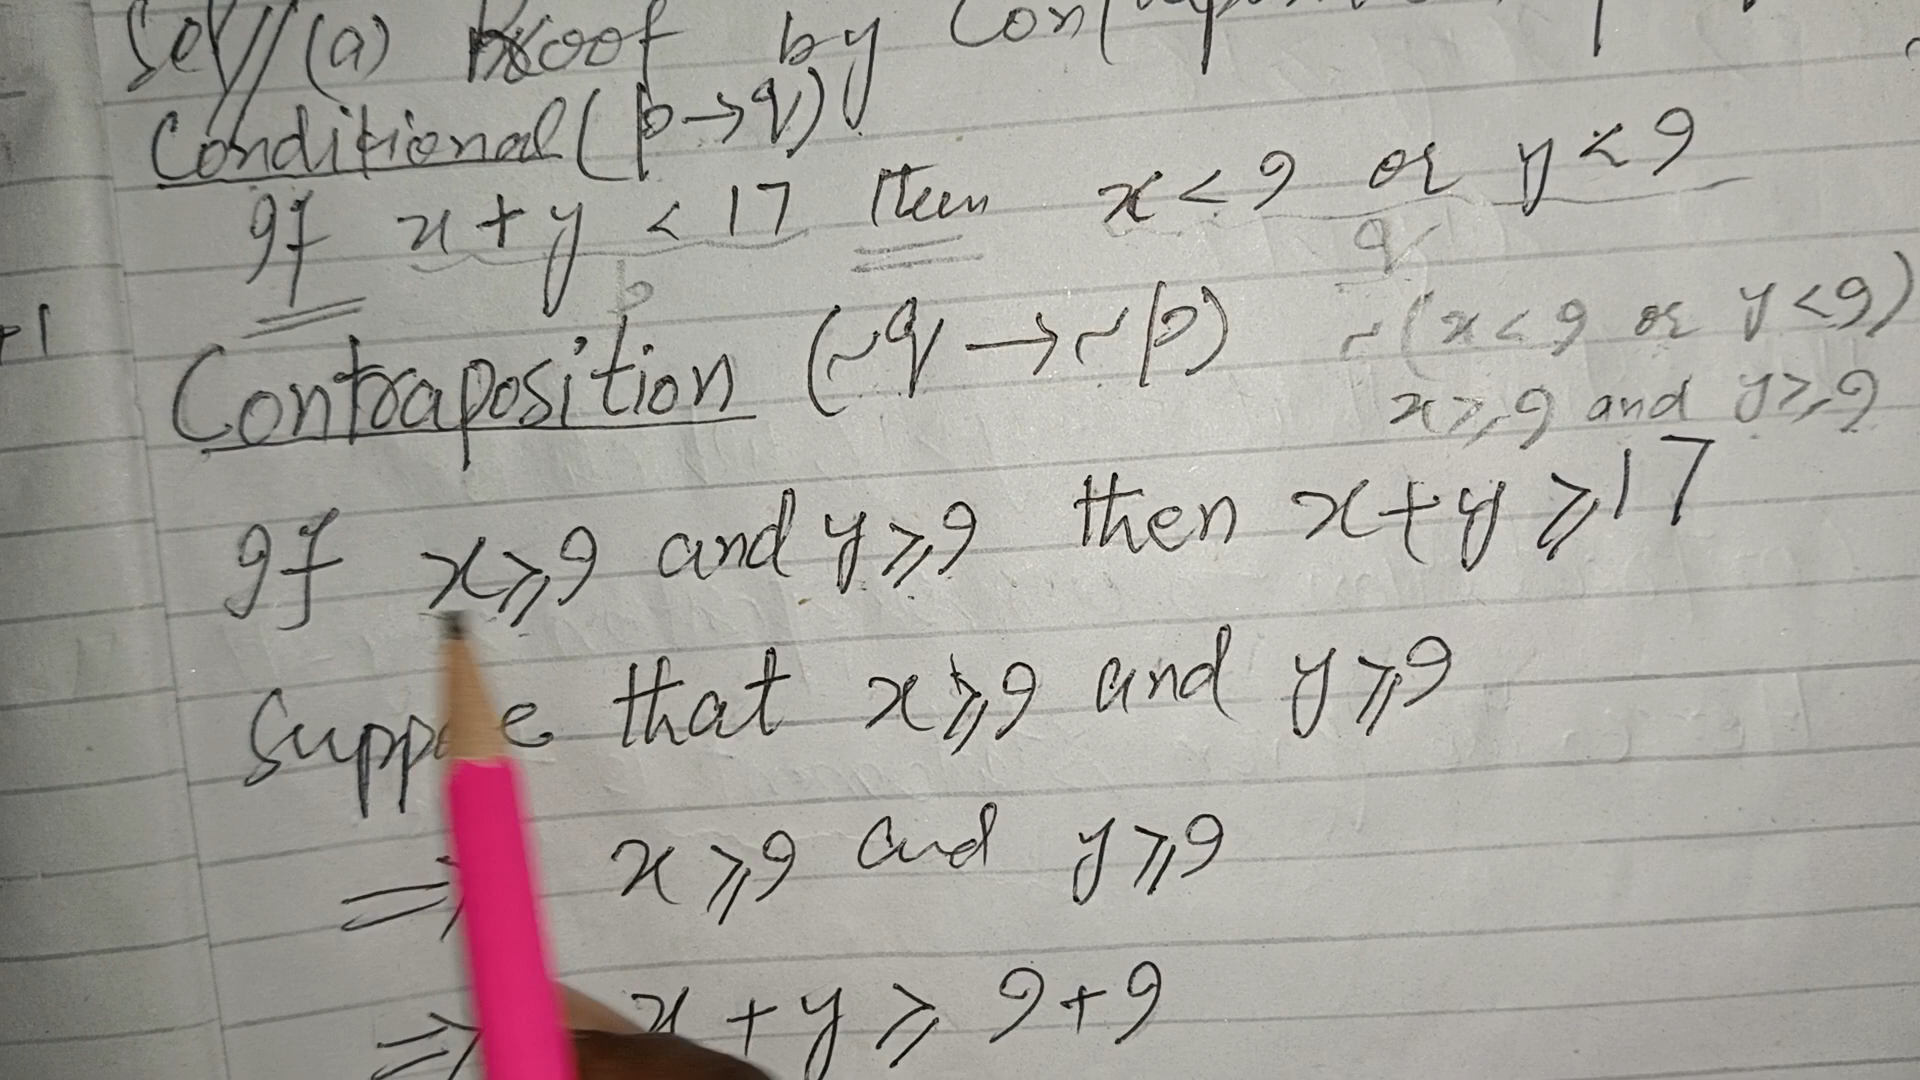 Sol// (a) Proof by
Conditional (p→q)
If x + y < 17 then x < 9 or y < 9
p q
Contraposition (~q → ~p) ~(x < 9 or y < 9)
x ≥ 9 and y ≥ 9
If x ≥ 9 and y ≥ 9 then x + y ≥ 17
Suppose that x ≥ 9 and y ≥ 9
⇒ x ≥ 9 and y ≥ 9
⇒ x + y ≥ 9 + 9